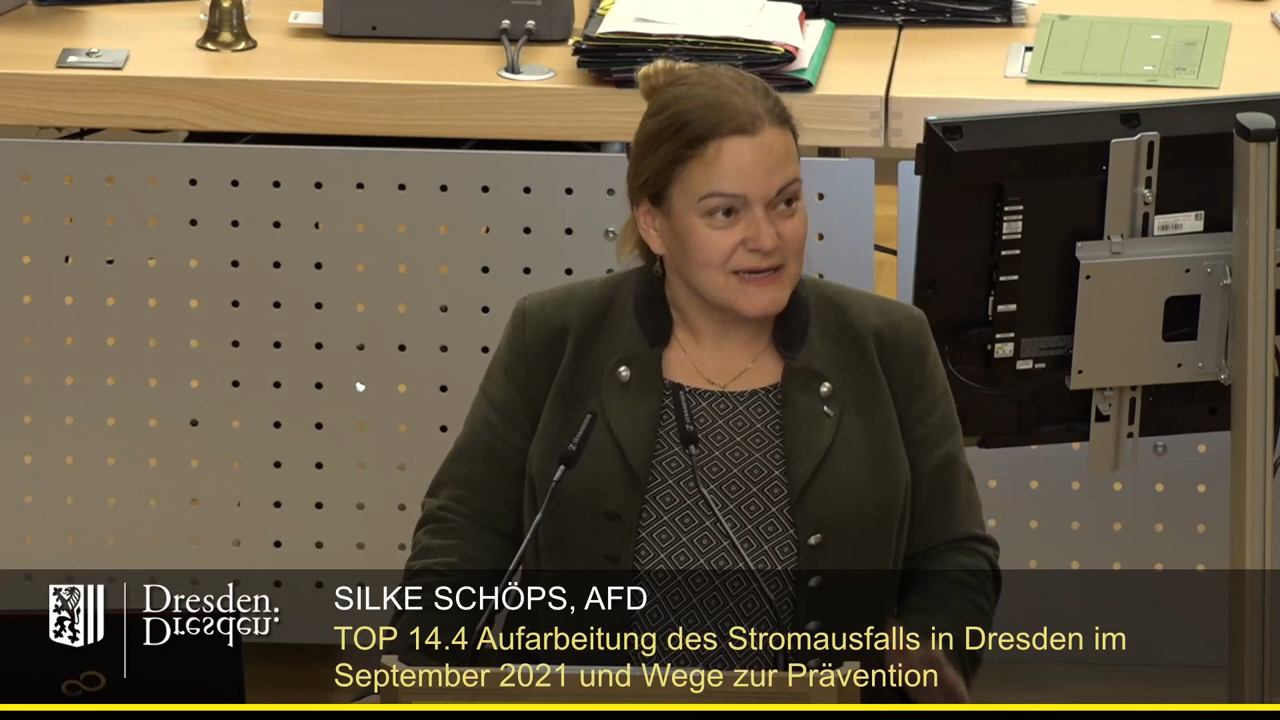 SILKE SCHÖPS, AFD
Dresden.
Dresden.
TOP 14.4 Aufarbeitung des Stromausfalls in Dresden im
September 2021 und Wege zur Prävention